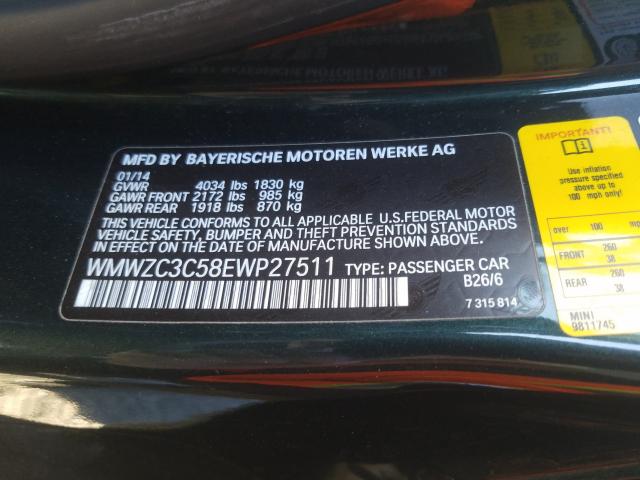 MFD BY BAYERISCHE MOTOREN WERKE AG
01/14
GVWR 4034 lbs 1830 kg
GAWR FRONT 2172 lbs 985 kg
GAWR REAR 1918 lbs 870 kg
THIS VEHICLE CONFORMS TO ALL APPLICABLE U.S.FEDERAL MOTOR
VEHICLE SAFETY, BUMPER, AND THEFT PREVENTION STANDARDS
IN EFFECT ON THE DATE OF MANUFACTURE SHOWN ABOVE.
WMWZC3C58EWP27511 TYPE: PASSENGER CAR
B26/6
7 315 814
IMPORTANT!
Use inflation
pressure specified
above up to
100 mph only!
over 100 mph
FRONT 260
38
REAR 260
38
MINI
9811745